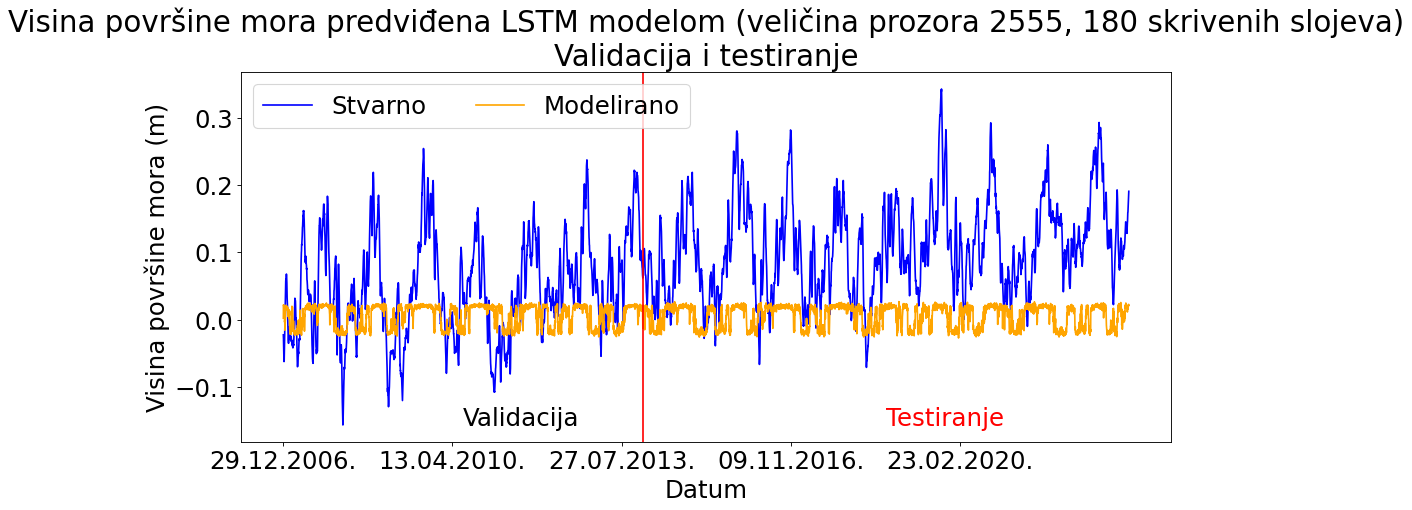 Visina površine mora predviđena LSTM modelom (veličina prozora 2555, 180 skrivenih slojeva)
Validacija i testiranje
Stvarno
Modelirano
Visina površine mora (m)
0.3
0.2
0.1
0.0
−0.1
Validacija
Testiranje
29.12.2006.
13.04.2010.
27.07.2013.
09.11.2016.
23.02.2020.
Datum